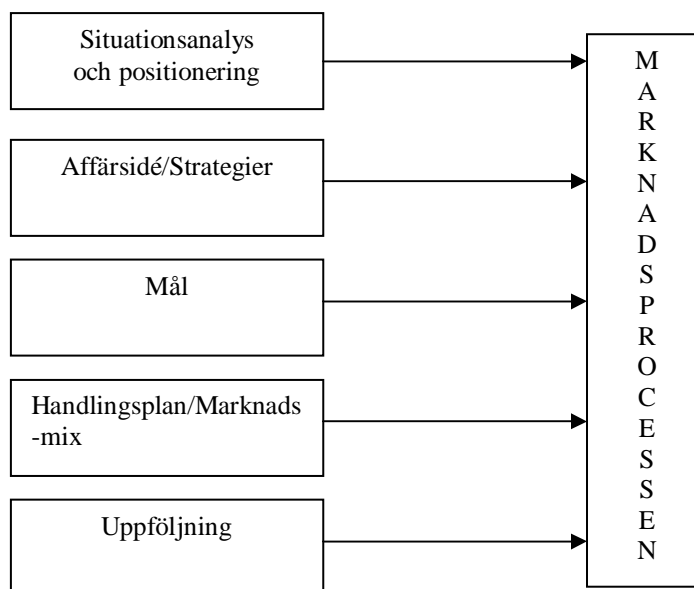 Situationsanalys
och positionering
Affärsidé/Strategier
Mål
Handlingsplan/Marknads
-mix
Uppföljning
M
A
R
K
N
A
D
S
P
R
O
C
E
S
S
E
N